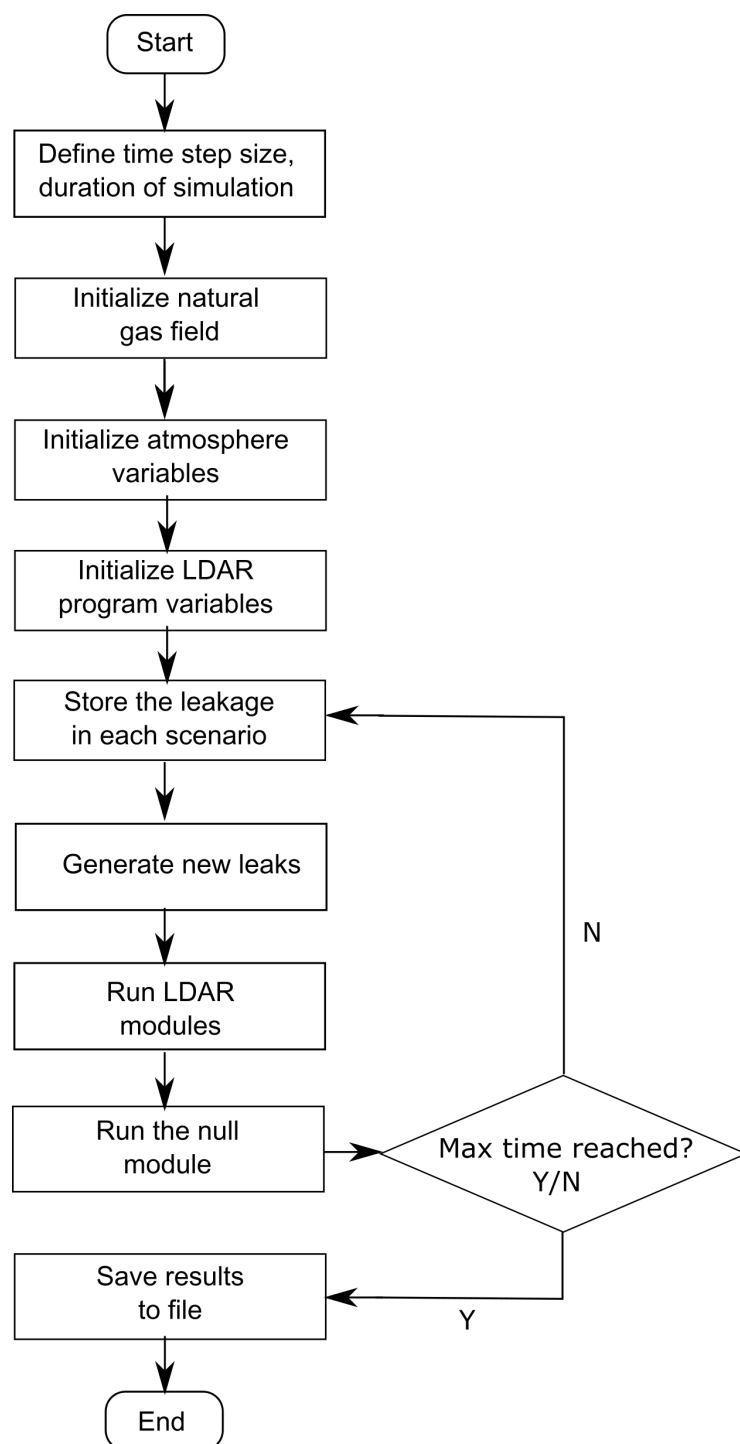 Start
Define time step size,
duration of simulation
Initialize natural
gas field
Initialize atmosphere
variables
Initialize LDAR
program variables
Store the leakage
in each scenario
Generate new leaks
N
Run LDAR
modules
Run the null
module
Max time reached?
Y/N
Save results
to file
Y
End